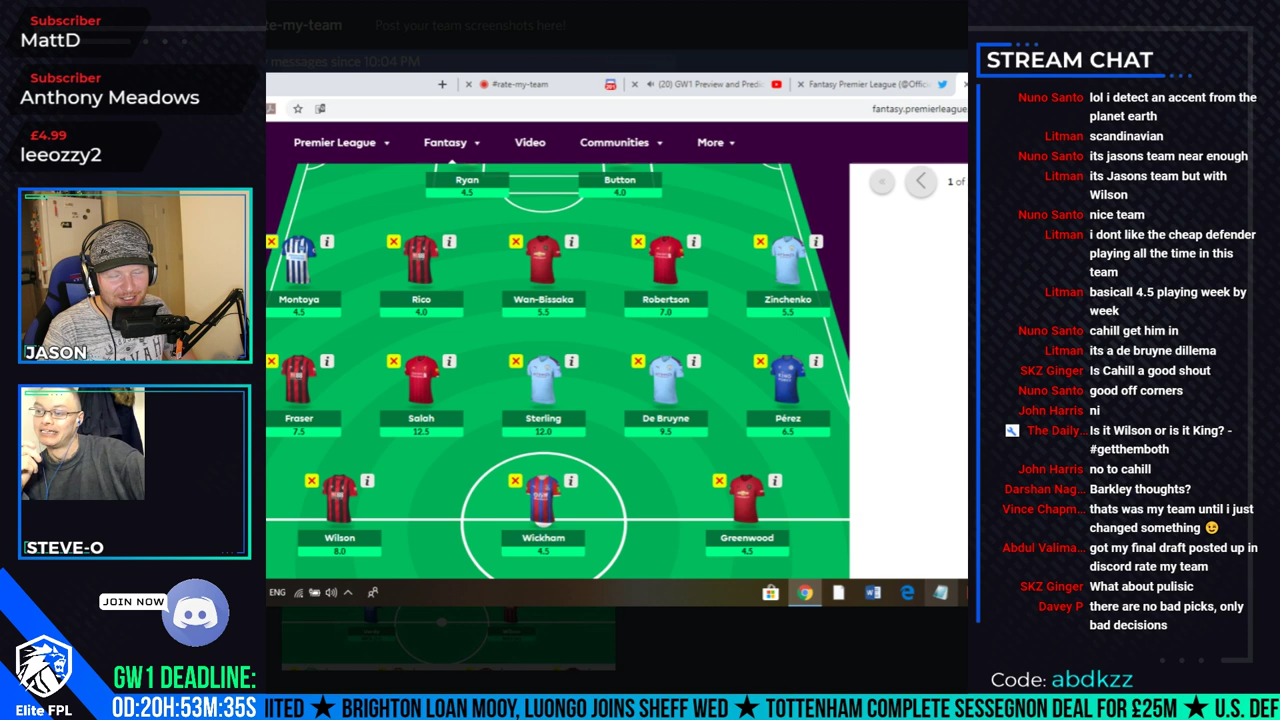 Subscriber
MattD
Subscriber
Anthony Meadows
£4.99
leeozzy2
JASON
STEVE-O
JOIN NOW
Elite FPL
GW1 DEADLINE:
0D:20H:53M:35S
te-my-team Post your team screenshots here!
messages since 10:04 PM
#rate-my-team
(20) GW1 Preview and Predi
Fantasy Premier League (@Offici
fantasy.premierleague
Premier League Fantasy Video Communities More
1 of
Ryan Button
4.5 4.0
Montoya Rico Wan-Bissaka Robertson Zinchenko
4.5 4.0 5.5 7.0 5.5
Fraser Salah Sterling De Bruyne Pérez
7.5 12.5 12.0 9.5 6.5
Wilson Wickham Greenwood
8.0 4.5 4.5
ENG
STREAM CHAT
Nuno Santo lol i detect an accent from the
planet earth
Litman scandinavian
Nuno Santo its jasons team near enough
Litman its Jasons team but with
Wilson
Nuno Santo nice team
Litman i dont like the cheap defender
playing all the time in this
team
Litman basicall 4.5 playing week by
week
Nuno Santo cahill get him in
Litman its a de bruyne dillema
SKZ Ginger Is Cahill a good shout
Nuno Santo good off corners
John Harris ni
The Daily... Is it Wilson or is it King? -
#getthemboth
John Harris no to cahill
Darshan Nag... Barkley thoughts?
Vince Chapm... thats was my team until i just
changed something 😉
Abdul Valima... got my final draft posted up in
discord rate my team
SKZ Ginger What about pulisic
Davey P there are no bad picks, only
bad decisions
Code: abdkzz
ITED ★ BRIGHTON LOAN MOOY, LUONGO JOINS SHEFF WED ★ TOTTENHAM COMPLETE SESSEGNON DEAL FOR £25M ★ U.S. DEF